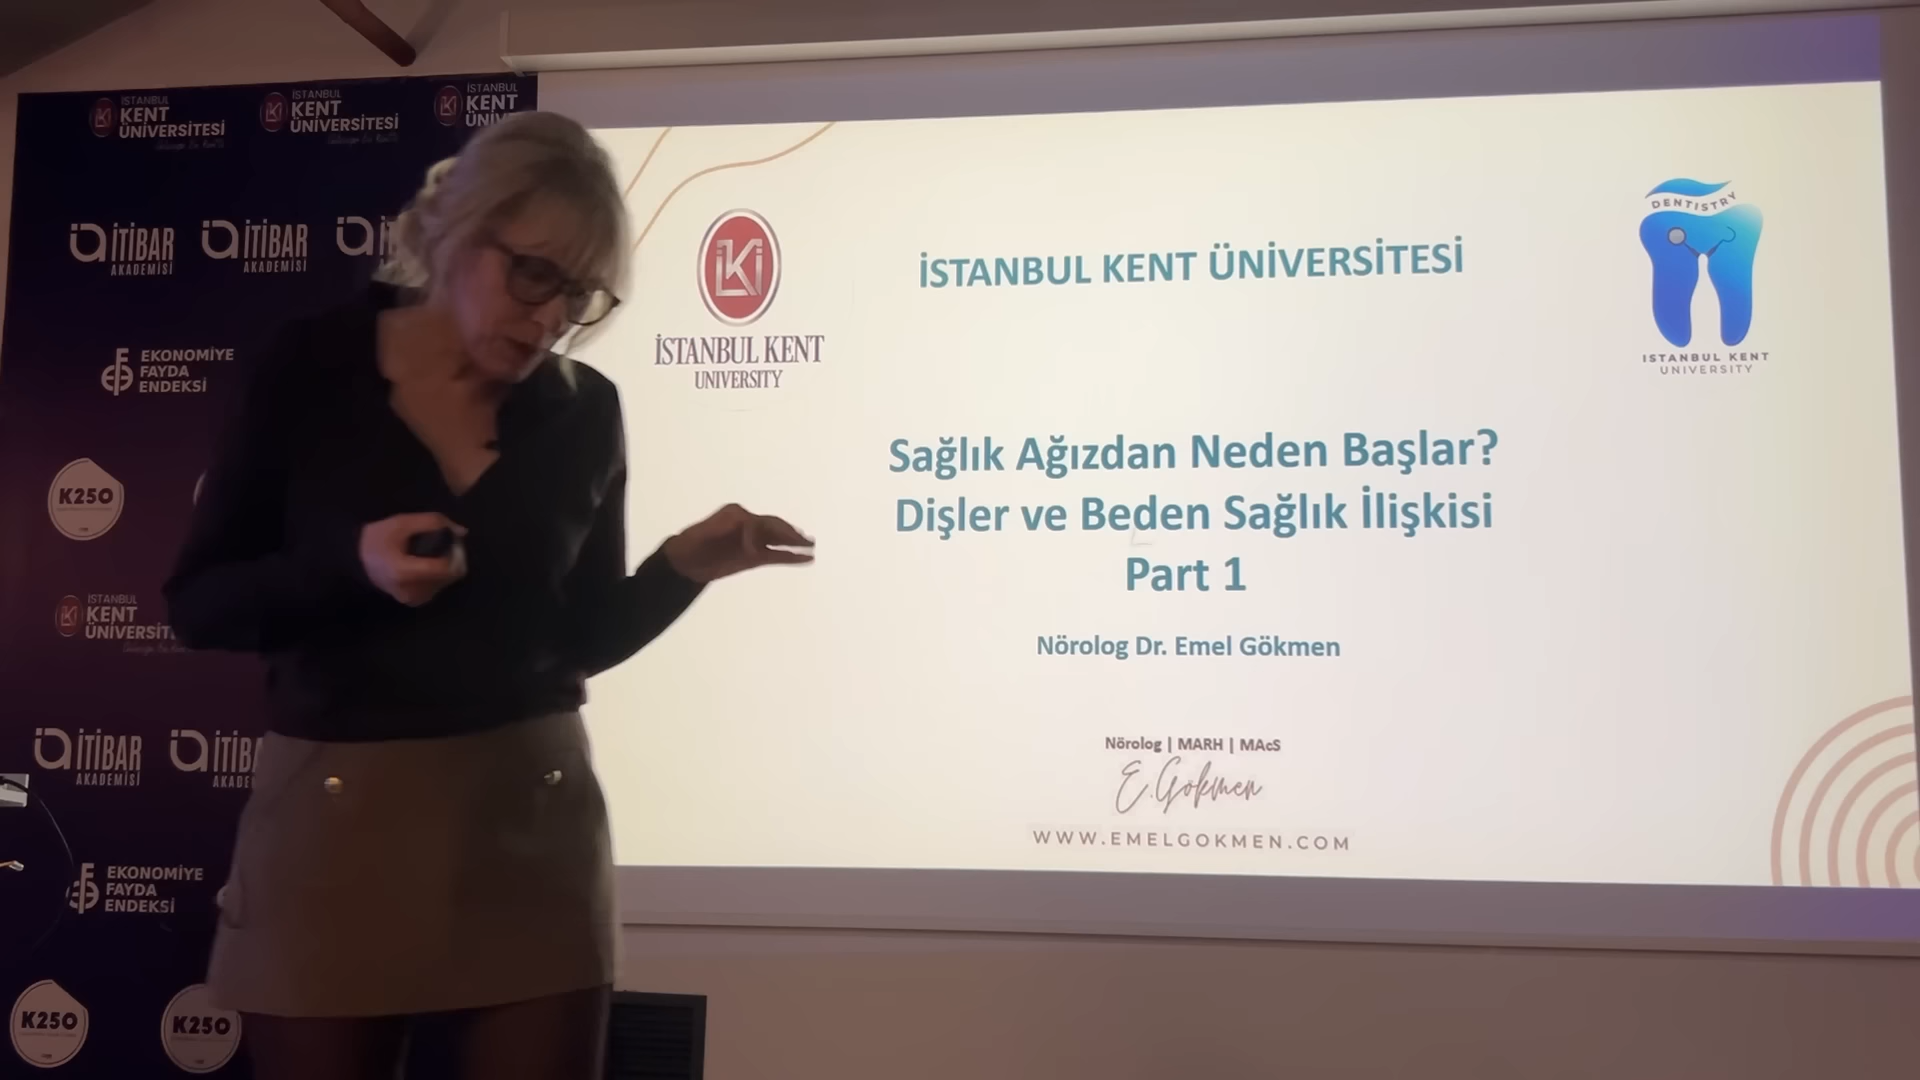 İSTANBUL
KENT
ÜNİVERSİTESİ
İSTANBUL
KENT
ÜNİVERSİTESİ
İSTANBUL
KENT
İTİBAR
AKADEMİSİ
İTİBAR
AKADEMİSİ
EKONOMİYE
FAYDA
ENDEKSİ
K250
İSTANBUL
KENT
İTİBAR
AKADEMİSİ
EKONOMİYE
FAYDA
ENDEKSİ
K250
K250
İSTANBUL KENT
UNIVERSITY
İSTANBUL KENT ÜNİVERSİTESİ
DENTISTRY
ISTANBUL KENT
UNIVERSITY
Sağlık Ağızdan Neden Başlar?
Dişler ve Beden Sağlık İlişkisi
Part 1
Nörolog Dr. Emel Gökmen
Nörolog | MARH | MAcS
E.Gökmen
WWW.EMELGOKMEN.COM